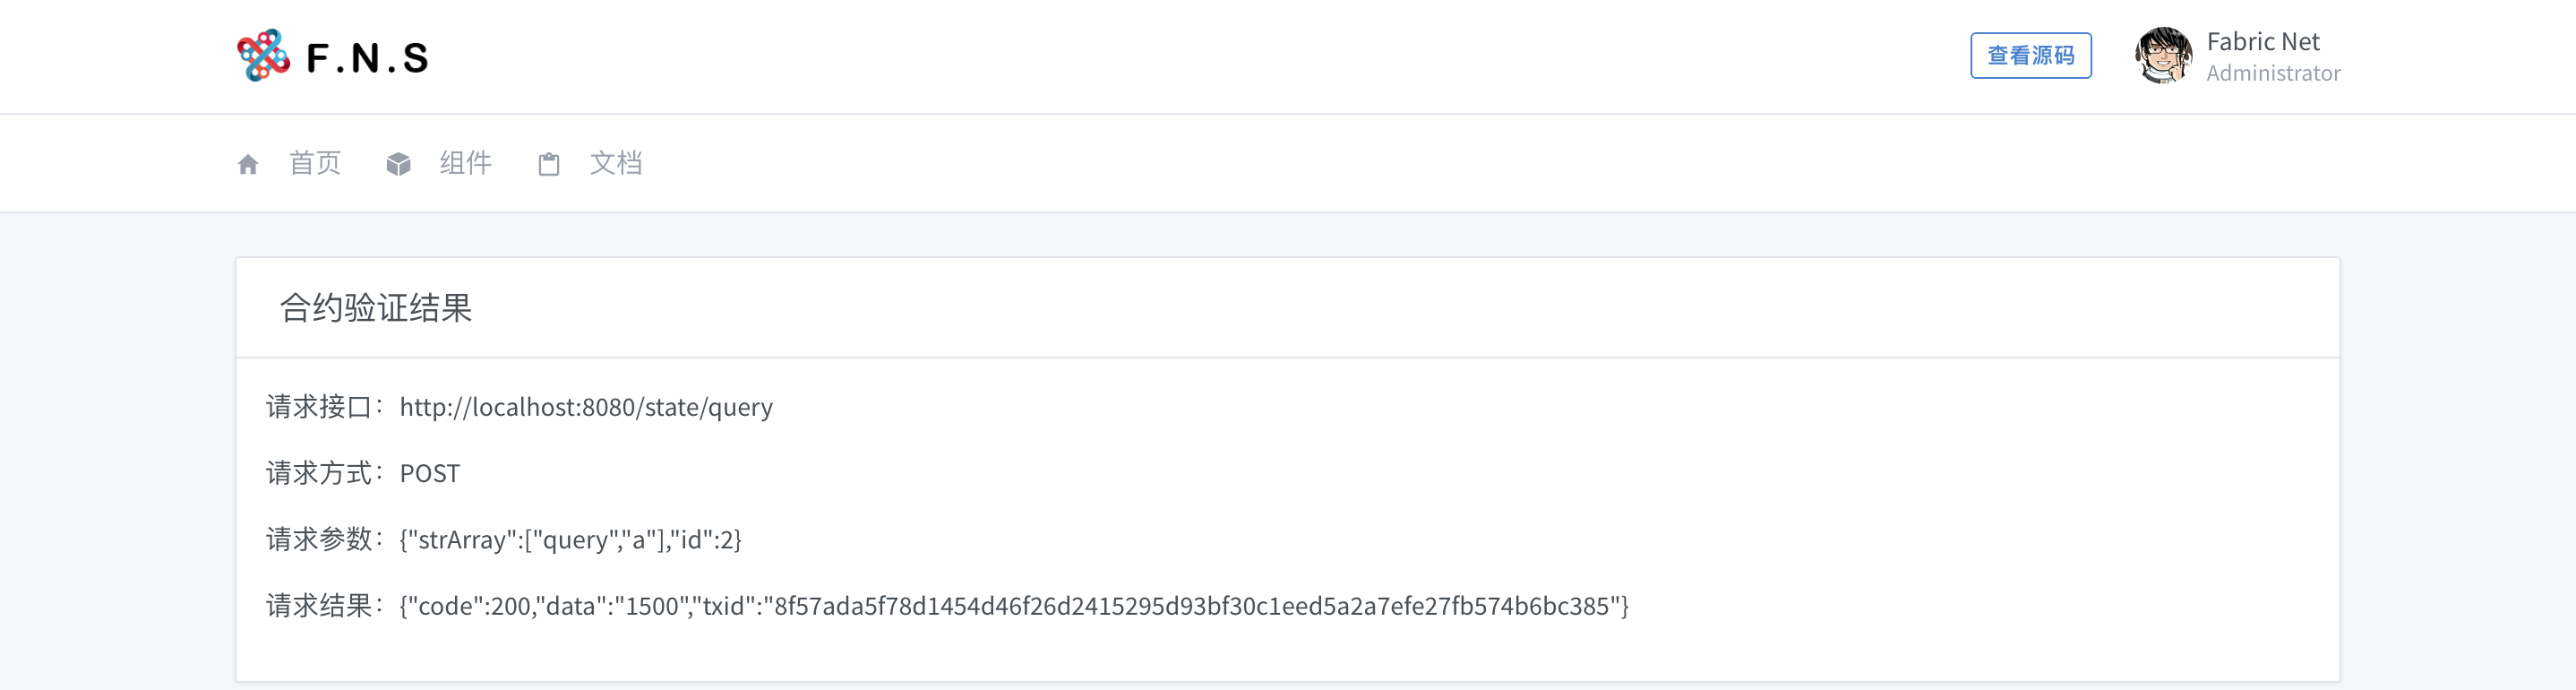 F.N.S
查看源码
Fabric Net
Administrator
首页 组件 文档
合约验证结果
请求接口：http://localhost:8080/state/query
请求方式：POST
请求参数：{"strArray":["query","a"],"id":2}
请求结果：{"code":200,"data":"1500","txid":"8f57ada5f78d1454d46f26d2415295d93bf30c1eed5a2a7efe27fb574b6bc385"}